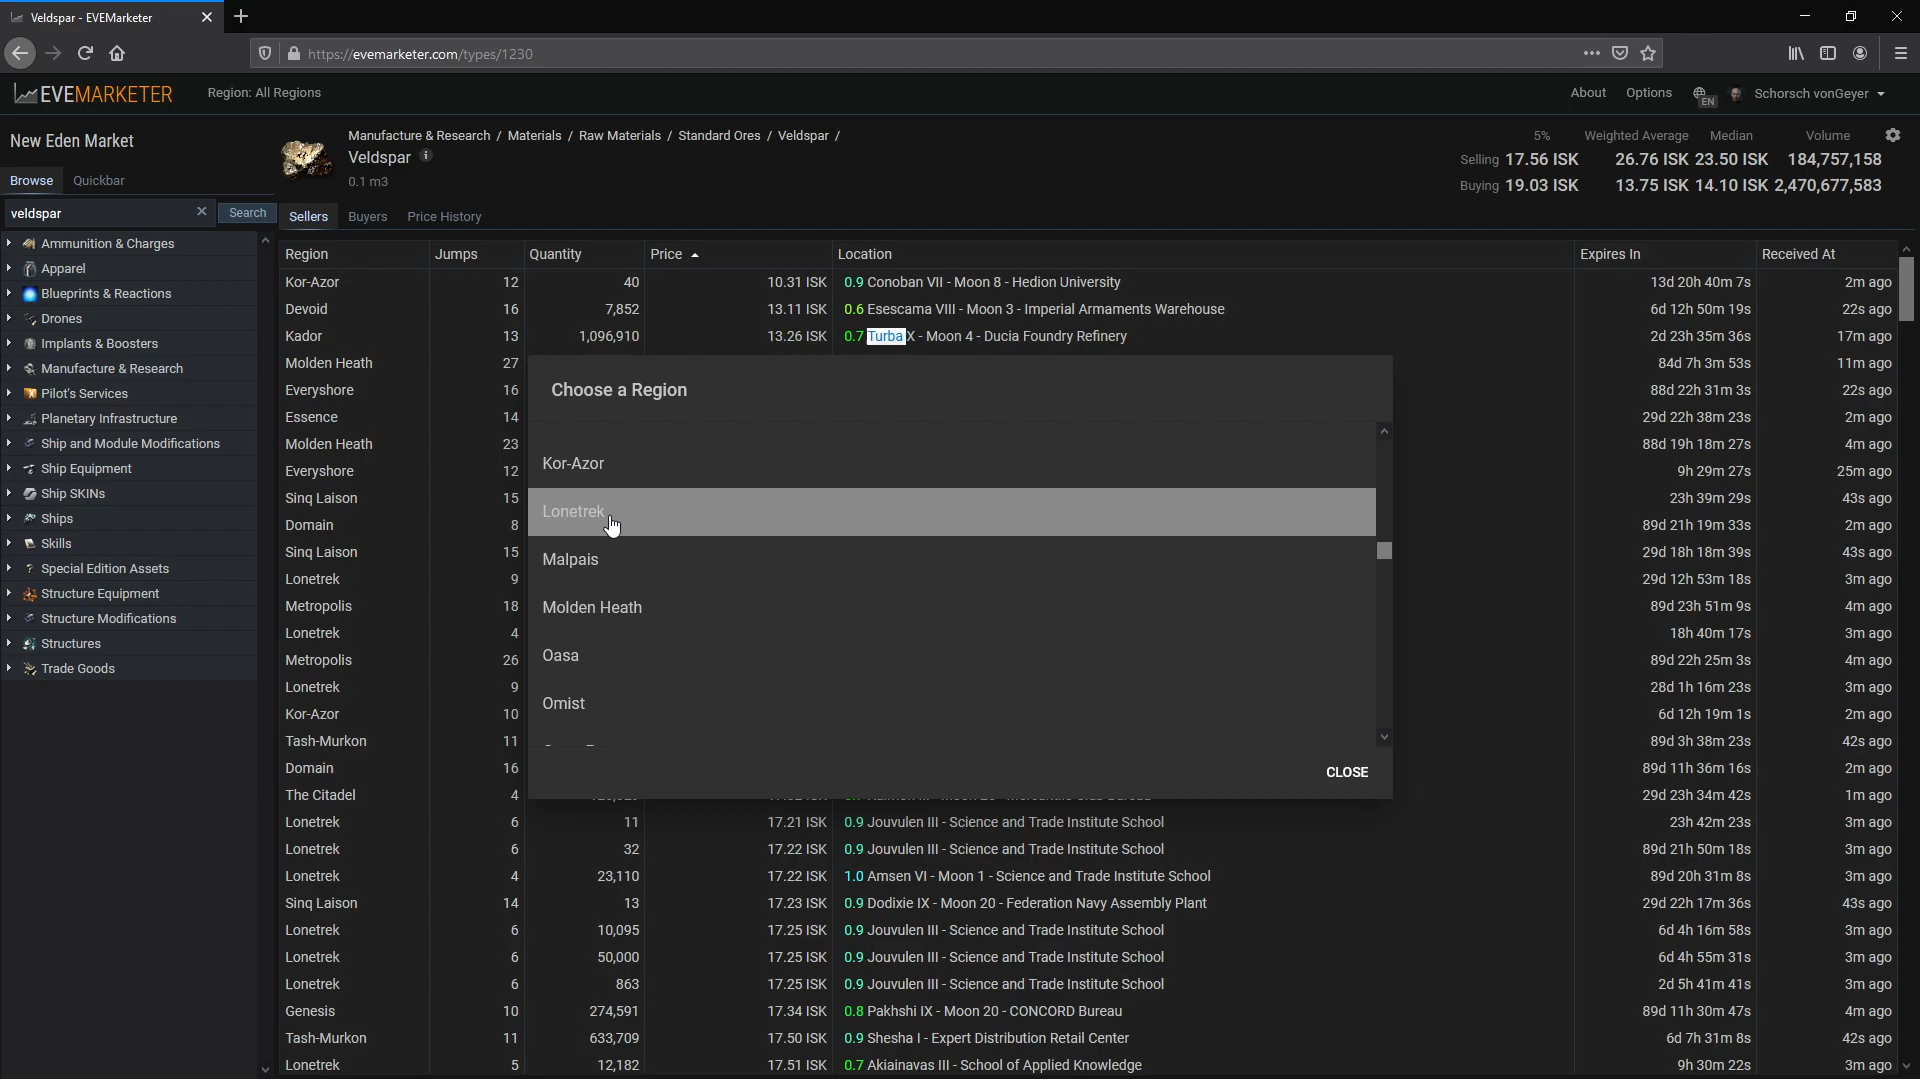 Veldspar - EVEMarketer
https://evemarketer.com/types/1230
EVEMARKETER
Region: All Regions
About
Options
EN
Schorsch vonGeyer
New Eden Market
Browse
Quickbar
veldspar
Search
Ammunition & Charges
Apparel
Blueprints & Reactions
Drones
Implants & Boosters
Manufacture & Research
Pilot's Services
Planetary Infrastructure
Ship and Module Modifications
Ship Equipment
Ship SKINs
Ships
Skills
Special Edition Assets
Structure Equipment
Structure Modifications
Structures
Trade Goods
Manufacture & Research / Materials / Raw Materials / Standard Ores / Veldspar /
Veldspar
0.1 m3
5% Weighted Average Median Volume
Selling 17.56 ISK 26.76 ISK 23.50 ISK 184,757,158
Buying 19.03 ISK 13.75 ISK 14.10 ISK 2,470,677,583
Sellers Buyers Price History
Region Jumps Quantity Price Location Expires In Received At
Kor-Azor 12 40 10.31 ISK 0.9 Conoban VII - Moon 8 - Hedion University 13d 20h 40m 7s 2m ago
Devoid 16 7,852 13.11 ISK 0.6 Esescama VIII - Moon 3 - Imperial Armaments Warehouse 6d 12h 50m 19s 22s ago
Kador 13 1,096,910 13.26 ISK 0.7 Turba X - Moon 4 - Ducia Foundry Refinery 2d 23h 35m 36s 17m ago
Molden Heath 27 84d 7h 3m 53s 11m ago
Everyshore 16 88d 22h 31m 3s 22s ago
Essence 14 29d 22h 38m 23s 2m ago
Molden Heath 23 88d 19h 18m 27s 4m ago
Everyshore 12 9h 29m 27s 25m ago
Sinq Laison 15 23h 39m 29s 43s ago
Domain 8 89d 21h 19m 33s 2m ago
Sinq Laison 15 29d 18h 18m 39s 43s ago
Lonetrek 9 29d 12h 53m 18s 3m ago
Metropolis 18 89d 23h 51m 9s 4m ago
Lonetrek 4 18h 40m 17s 3m ago
Metropolis 26 89d 22h 25m 3s 4m ago
Lonetrek 9 28d 1h 16m 23s 3m ago
Kor-Azor 10 6d 12h 19m 1s 2m ago
Tash-Murkon 11 89d 3h 38m 23s 42s ago
Domain 16 89d 11h 36m 16s 2m ago
The Citadel 4 29d 23h 34m 42s 1m ago
Choose a Region
Kor-Azor
Lonetrek
Malpais
Molden Heath
Oasa
Omist
CLOSE
Lonetrek 6 11 17.21 ISK 0.9 Jouvulen III - Science and Trade Institute School 23h 42m 23s 3m ago
Lonetrek 6 32 17.22 ISK 0.9 Jouvulen III - Science and Trade Institute School 89d 21h 50m 18s 3m ago
Lonetrek 4 23,110 17.22 ISK 1.0 Amsen VI - Moon 1 - Science and Trade Institute School 89d 20h 31m 8s 3m ago
Sinq Laison 14 13 17.23 ISK 0.9 Dodixie IX - Moon 20 - Federation Navy Assembly Plant 29d 22h 17m 36s 43s ago
Lonetrek 6 10,095 17.25 ISK 0.9 Jouvulen III - Science and Trade Institute School 6d 4h 16m 58s 3m ago
Lonetrek 6 50,000 17.25 ISK 0.9 Jouvulen III - Science and Trade Institute School 6d 4h 55m 31s 3m ago
Lonetrek 6 863 17.25 ISK 0.9 Jouvulen III - Science and Trade Institute School 2d 5h 41m 41s 3m ago
Genesis 10 274,591 17.34 ISK 0.8 Pakhshi IX - Moon 20 - CONCORD Bureau 89d 11h 30m 47s 4m ago
Tash-Murkon 11 633,709 17.50 ISK 0.9 Shesha I - Expert Distribution Retail Center 6d 7h 31m 8s 42s ago
Lonetrek 5 12,182 17.51 ISK 0.7 Akiainavas III - School of Applied Knowledge 9h 30m 22s 3m ago